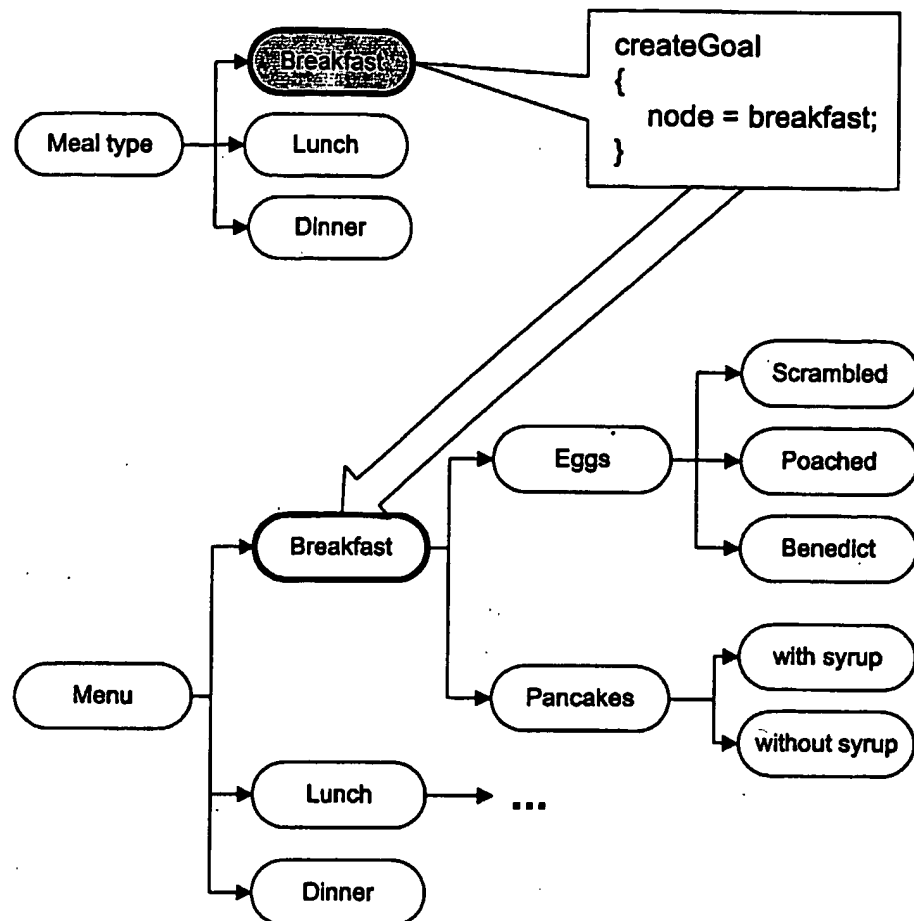 Breakfast
createGoal
{
node = breakfast;
}
Meal type
Lunch
Dinner
Scrambled
Eggs
Poached
Breakfast
Benedict
with syrup
Menu
Pancakes
without syrup
Lunch
...
Dinner